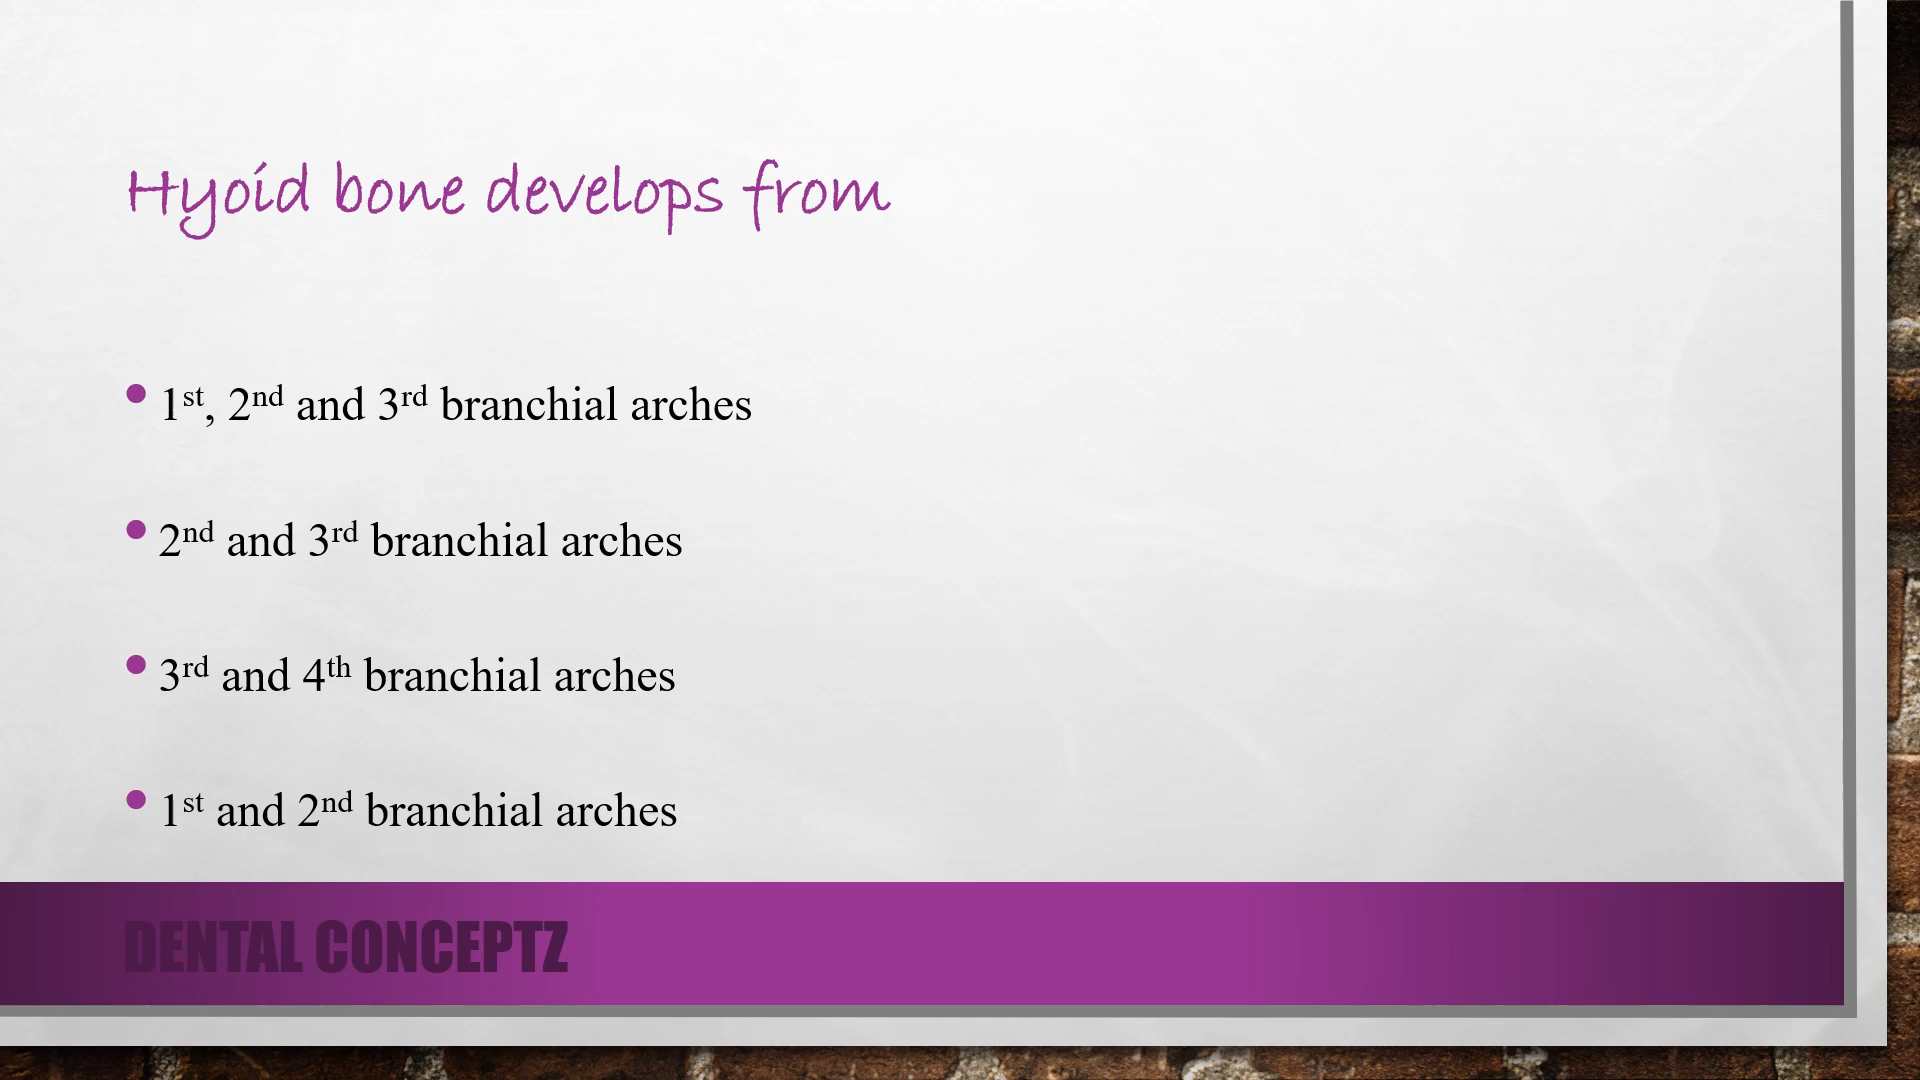 Hyoid bone develops from
• 1st, 2nd and 3rd branchial arches
• 2nd and 3rd branchial arches
• 3rd and 4th branchial arches
• 1st and 2nd branchial arches
DENTAL CONCEPTZ